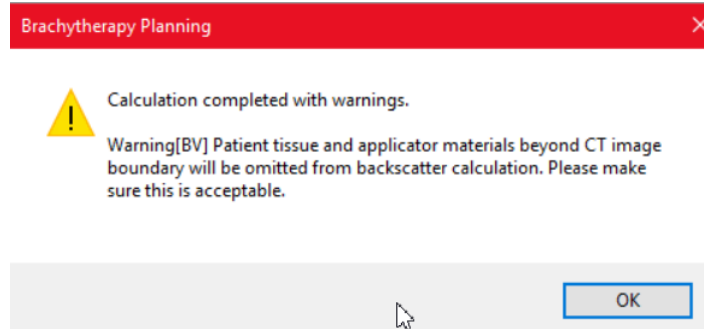 Brachytherapy Planning
Calculation completed with warnings.
Warning[BV] Patient tissue and applicator materials beyond CT image
boundary will be omitted from backscatter calculation. Please make
sure this is acceptable.
OK